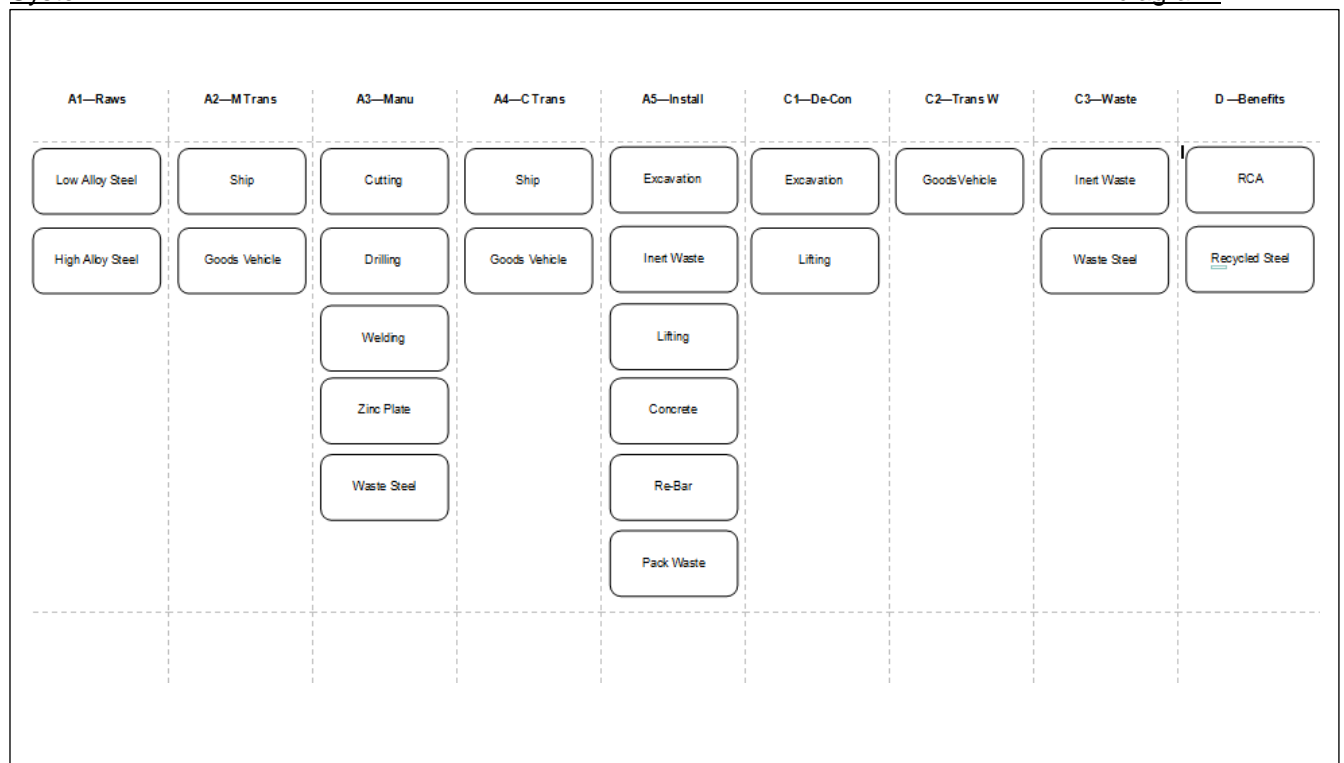 A1—Raws
A2—M Trans
A3—Manu
A4—C Trans
A5—Install
C1—De-Con
C2—Trans W
C3—Waste
D —Benefits
Low Alloy Steel
Ship
Cutting
Ship
Excavation
Excavation
Goods Vehicle
Inert Waste
RCA
High Alloy Steel
Goods Vehicle
Drilling
Goods Vehicle
Inert Waste
Lifting
Waste Steel
Recycled Steel
Welding
Lifting
Zinc Plate
Concrete
Waste Steel
Re-Bar
Pack Waste